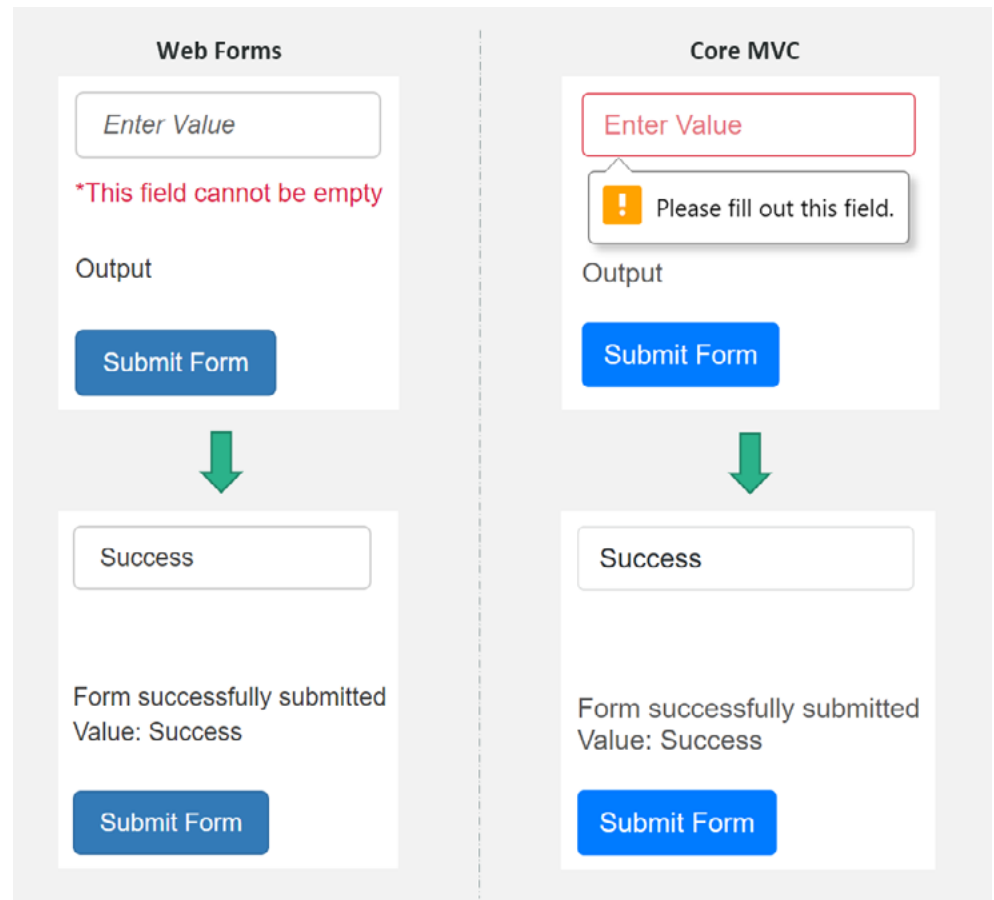 Web Forms
Enter Value
*This field cannot be empty
Output
Submit Form
Success
Form successfully submitted
Value: Success
Submit Form
Core MVC
Enter Value
! Please fill out this field.
Output
Submit Form
Success
Form successfully submitted
Value: Success
Submit Form